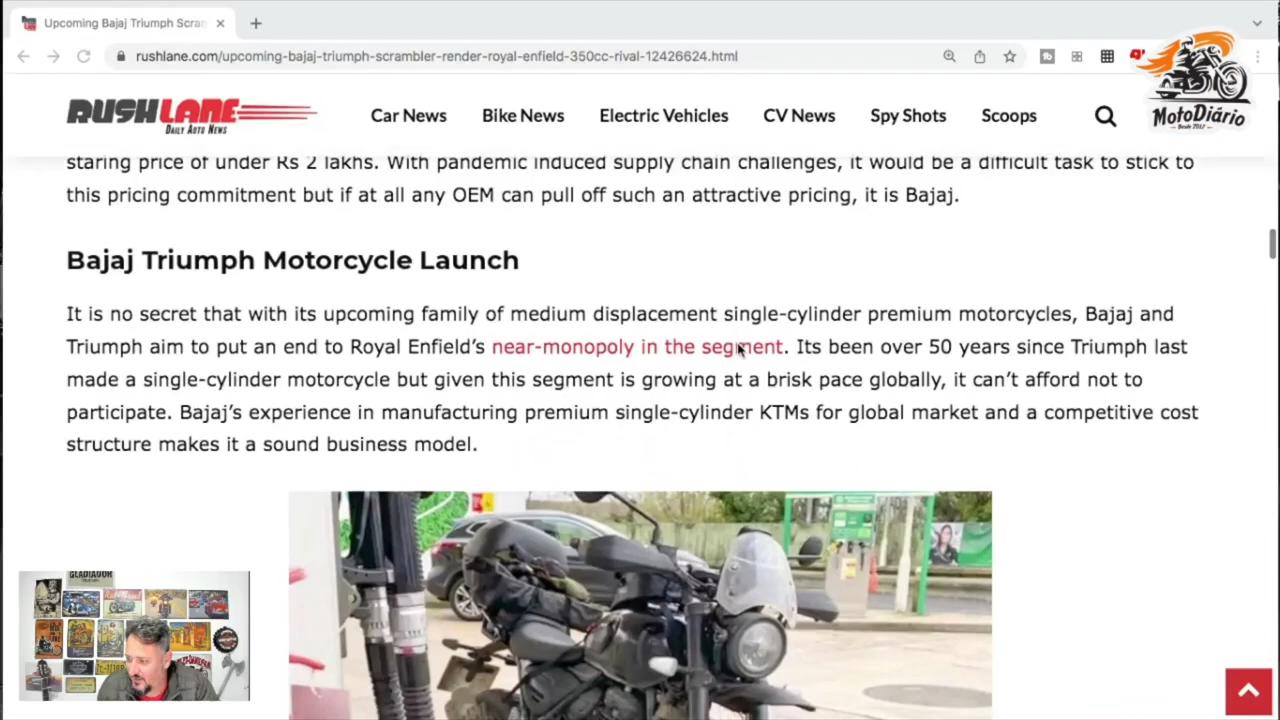 Upcoming Bajaj Triumph Scra
rushlane.com/upcoming-bajaj-triumph-scrambler-render-royal-enfield-350cc-rival-12426624.html
RUSHLANE
DAILY AUTO NEWS
Car News
Bike News
Electric Vehicles
CV News
Spy Shots
Scoops
MotoDiário
Desde 2017
staring price of under Rs 2 lakhs. With pandemic induced supply chain challenges, it would be a difficult task to stick to
this pricing commitment but if at all any OEM can pull off such an attractive pricing, it is Bajaj.
Bajaj Triumph Motorcycle Launch
It is no secret that with its upcoming family of medium displacement single-cylinder premium motorcycles, Bajaj and
Triumph aim to put an end to Royal Enfield’s near-monopoly in the segment. Its been over 50 years since Triumph last
made a single-cylinder motorcycle but given this segment is growing at a brisk pace globally, it can’t afford not to
participate. Bajaj’s experience in manufacturing premium single-cylinder KTMs for global market and a competitive cost
structure makes it a sound business model.
GLADIADOR